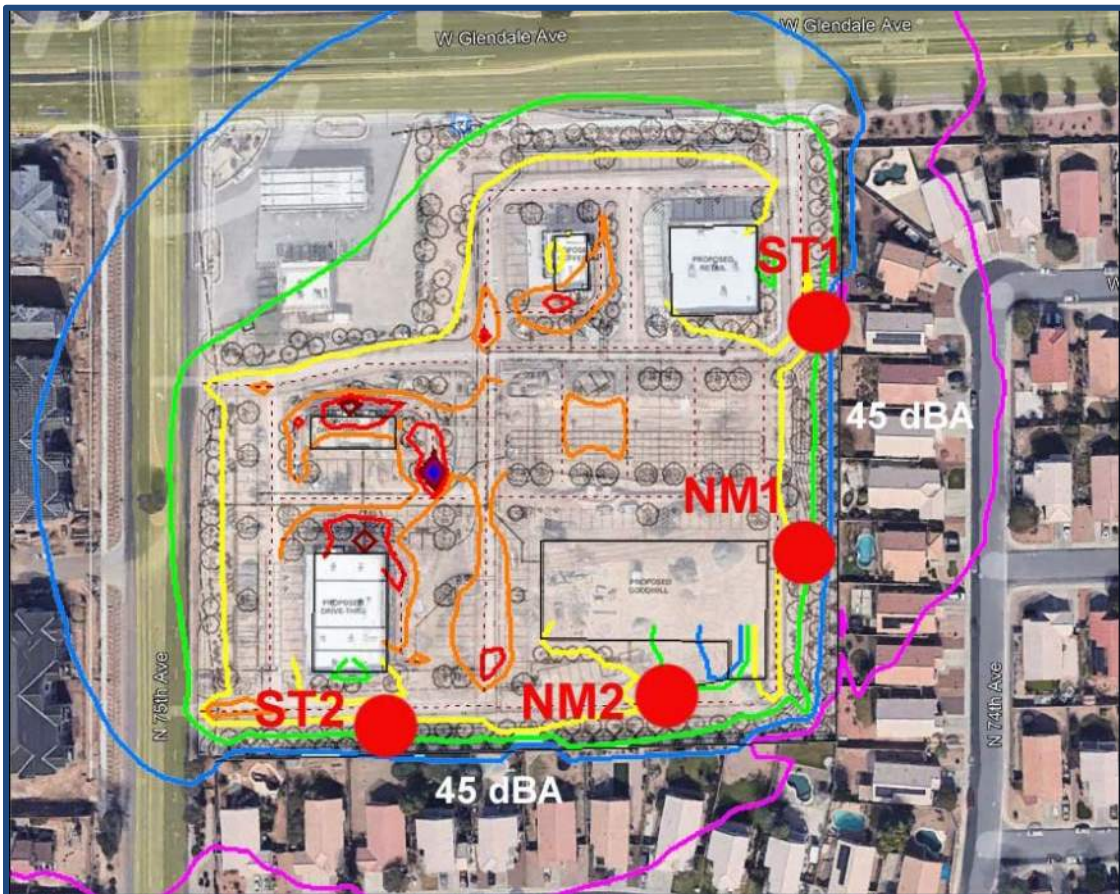 W Glendale Ave
W Glendale Ave
PROPOSED
RETAIL
ST1
45 dBA
NM1
PROPOSED
GOODWILL
PROPOSED
DRIVE-THRU
ST2
NM2
45 dBA
N 75th Ave
N 74th Ave